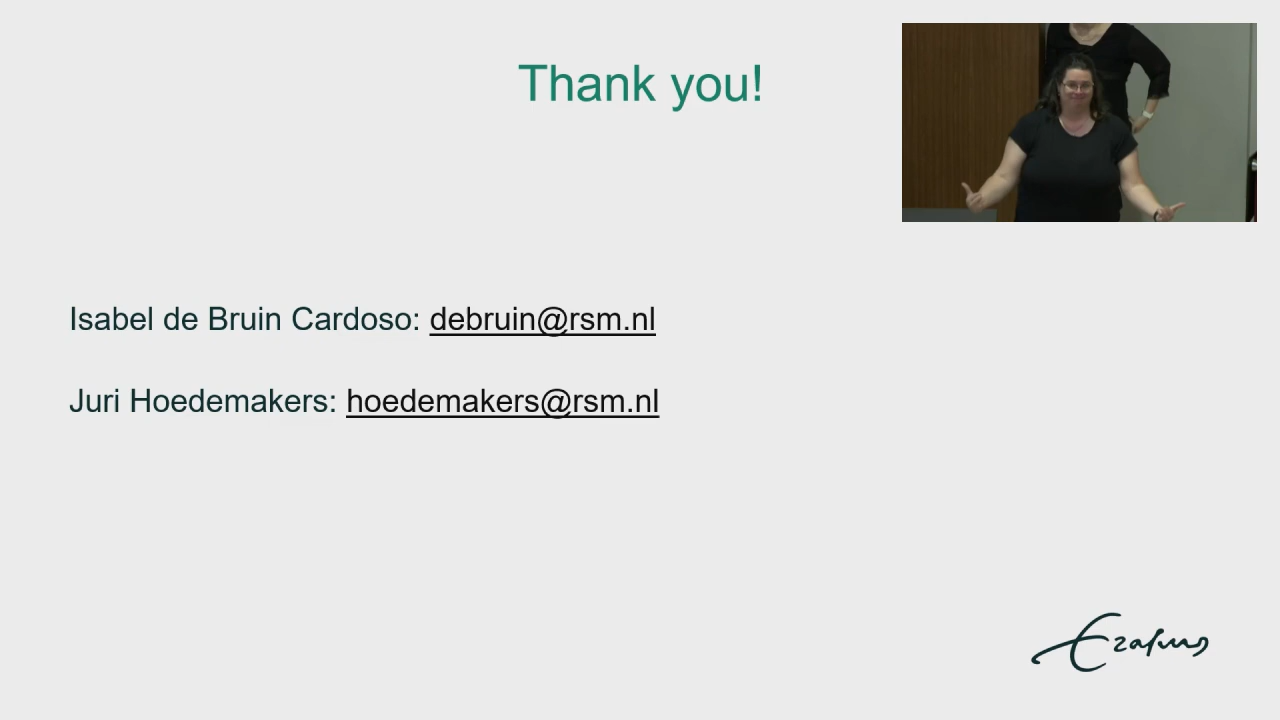 Thank you!
Isabel de Bruin Cardoso: debruin@rsm.nl
Juri Hoedemakers: hoedemakers@rsm.nl
Erasmus